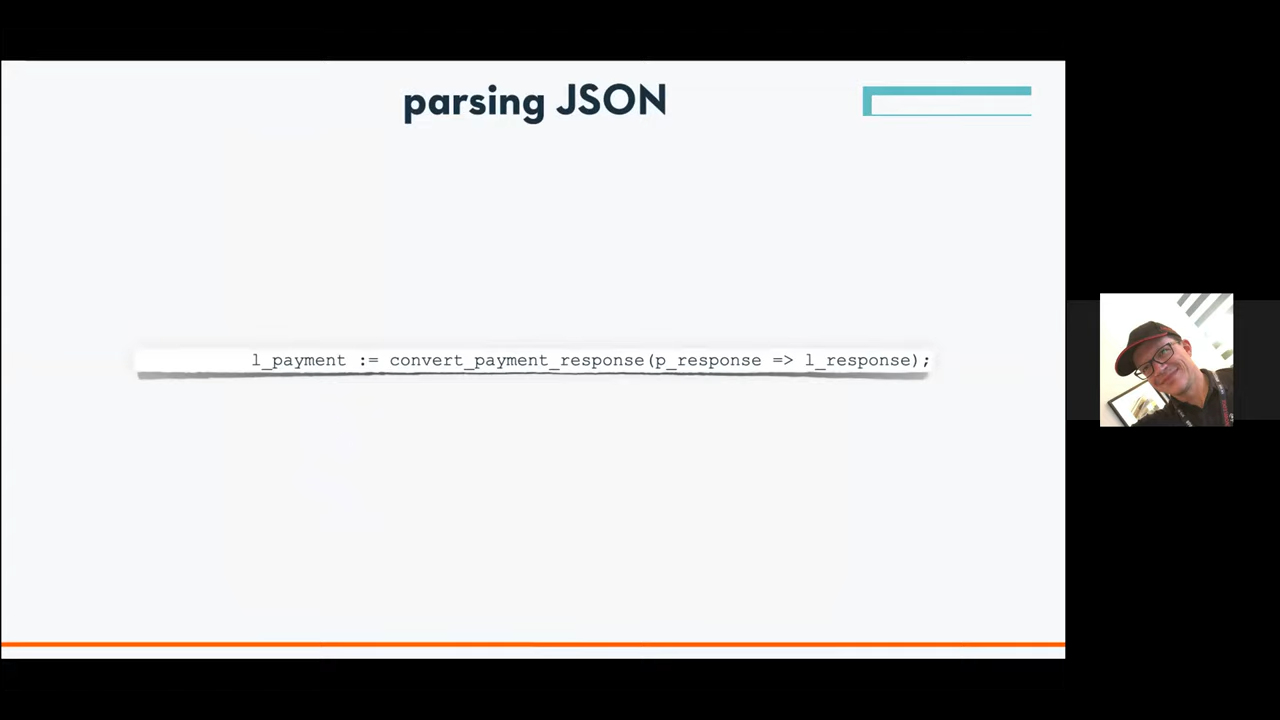 parsing JSON
l_payment := convert_payment_response(p_response => l_response);